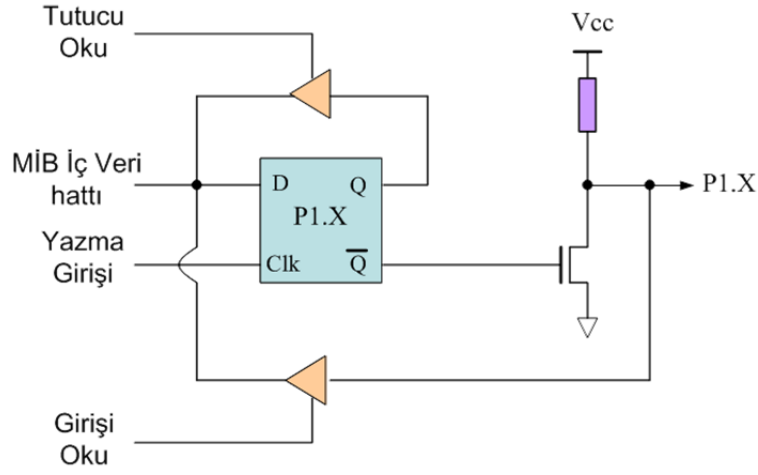 Tutucu
Oku
Vcc
MİB İç Veri
hattı
D
Q
P1.X
P1.X
Yazma
Girişi
Clk
Q̅
Girişi
Oku